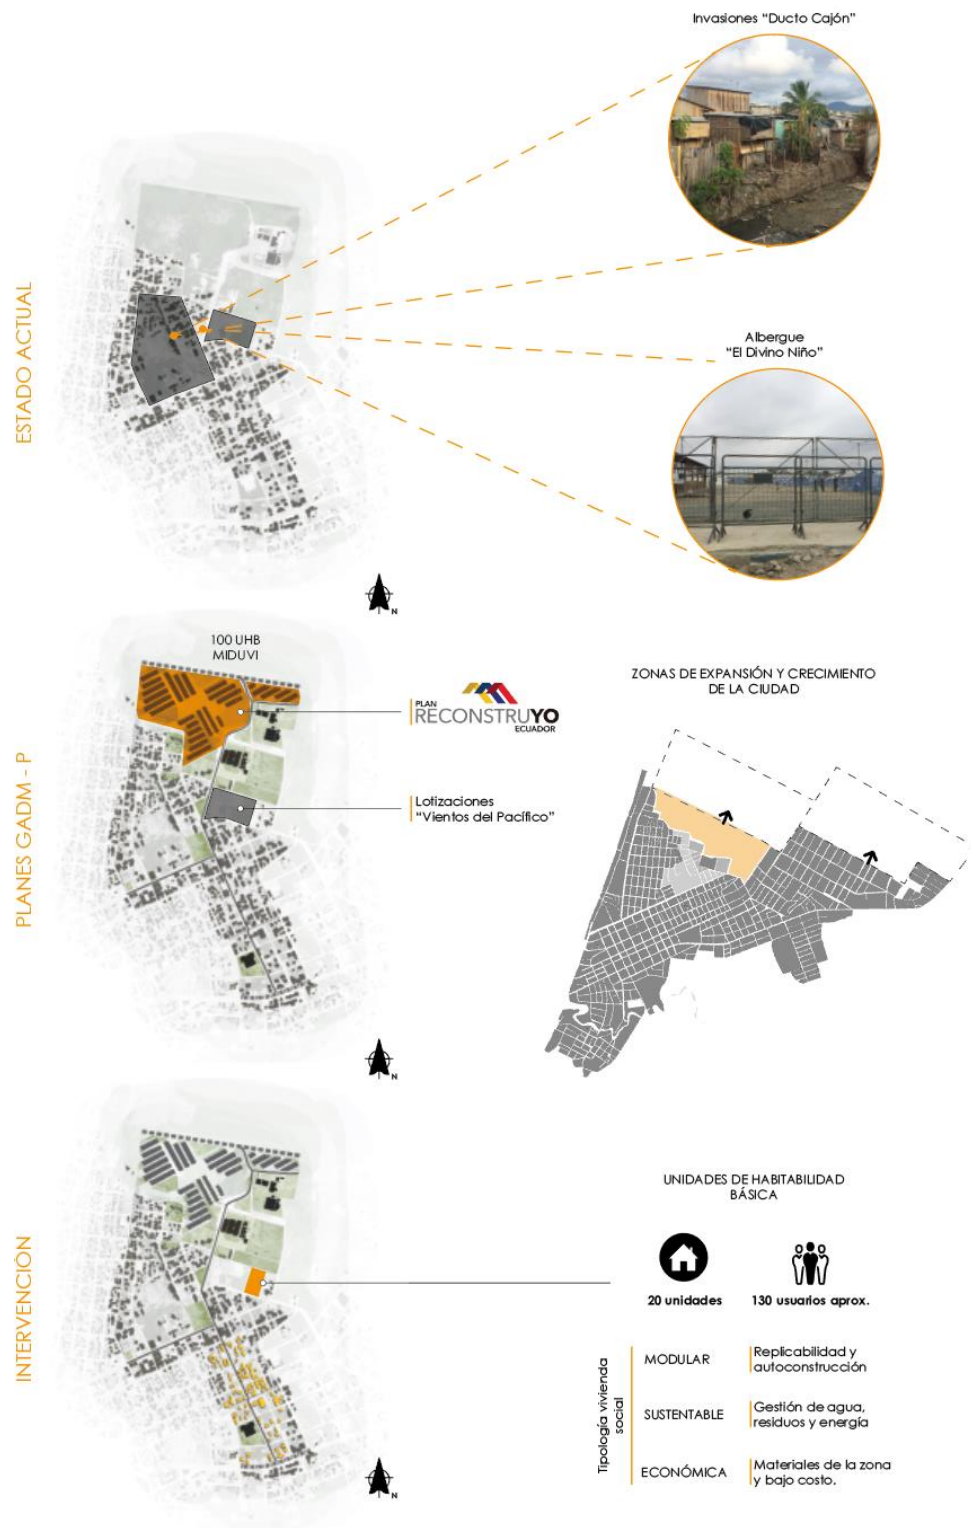 Invasiones “Ducto Cajón”
ESTADO ACTUAL
Albergue
“El Divino Niño”
N
PLANES GADM - P
100 UHB
MIDUVI
PLAN
RECONSTRUYO
ECUADOR
Lotizaciones
“Vientos del Pacífico”
ZONAS DE EXPANSIÓN Y CRECIMIENTO
DE LA CIUDAD
N
INTERVENCIÓN
UNIDADES DE HABITABILIDAD
BÁSICA
20 unidades
130 usuarios aprox.
Tipología vivienda
social
MODULAR
Replicabilidad y
autoconstrucción
SUSTENTABLE
Gestión de agua,
residuos y energía
ECONÓMICA
Materiales de la zona
y bajo costo.
N